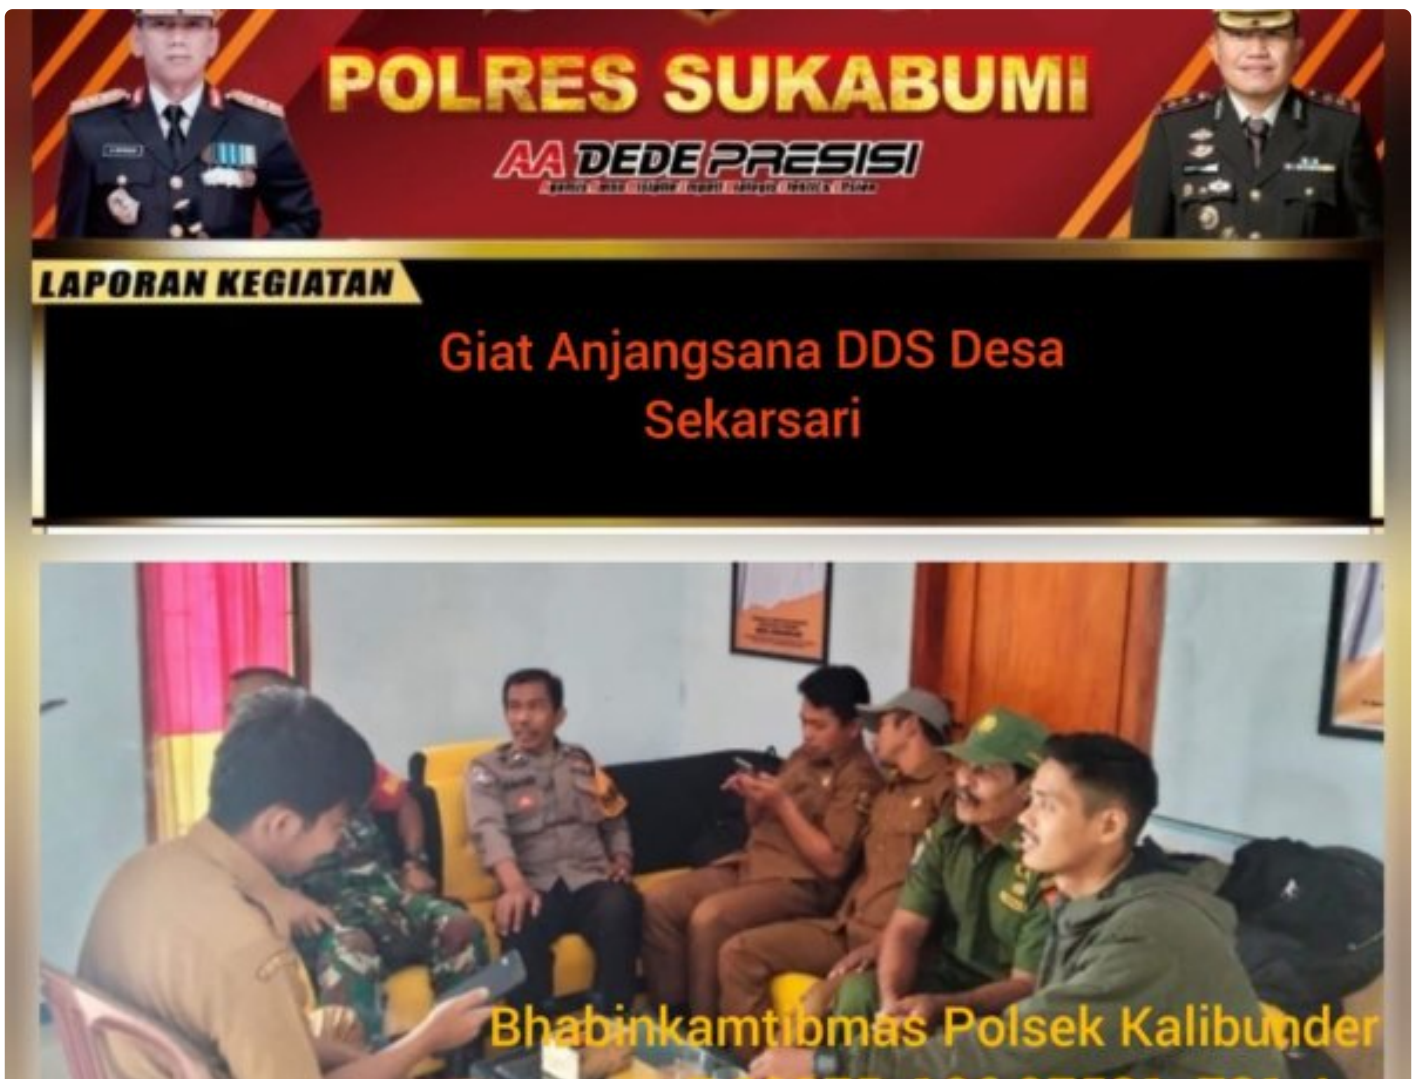 POLRES SUKABUMI
AA DEDE PRESISI
LAPORAN KEGIATAN
Giat Anjangsana DDS Desa
Sekarsari
Bhabinkamtibmas Polsek Kalibunder